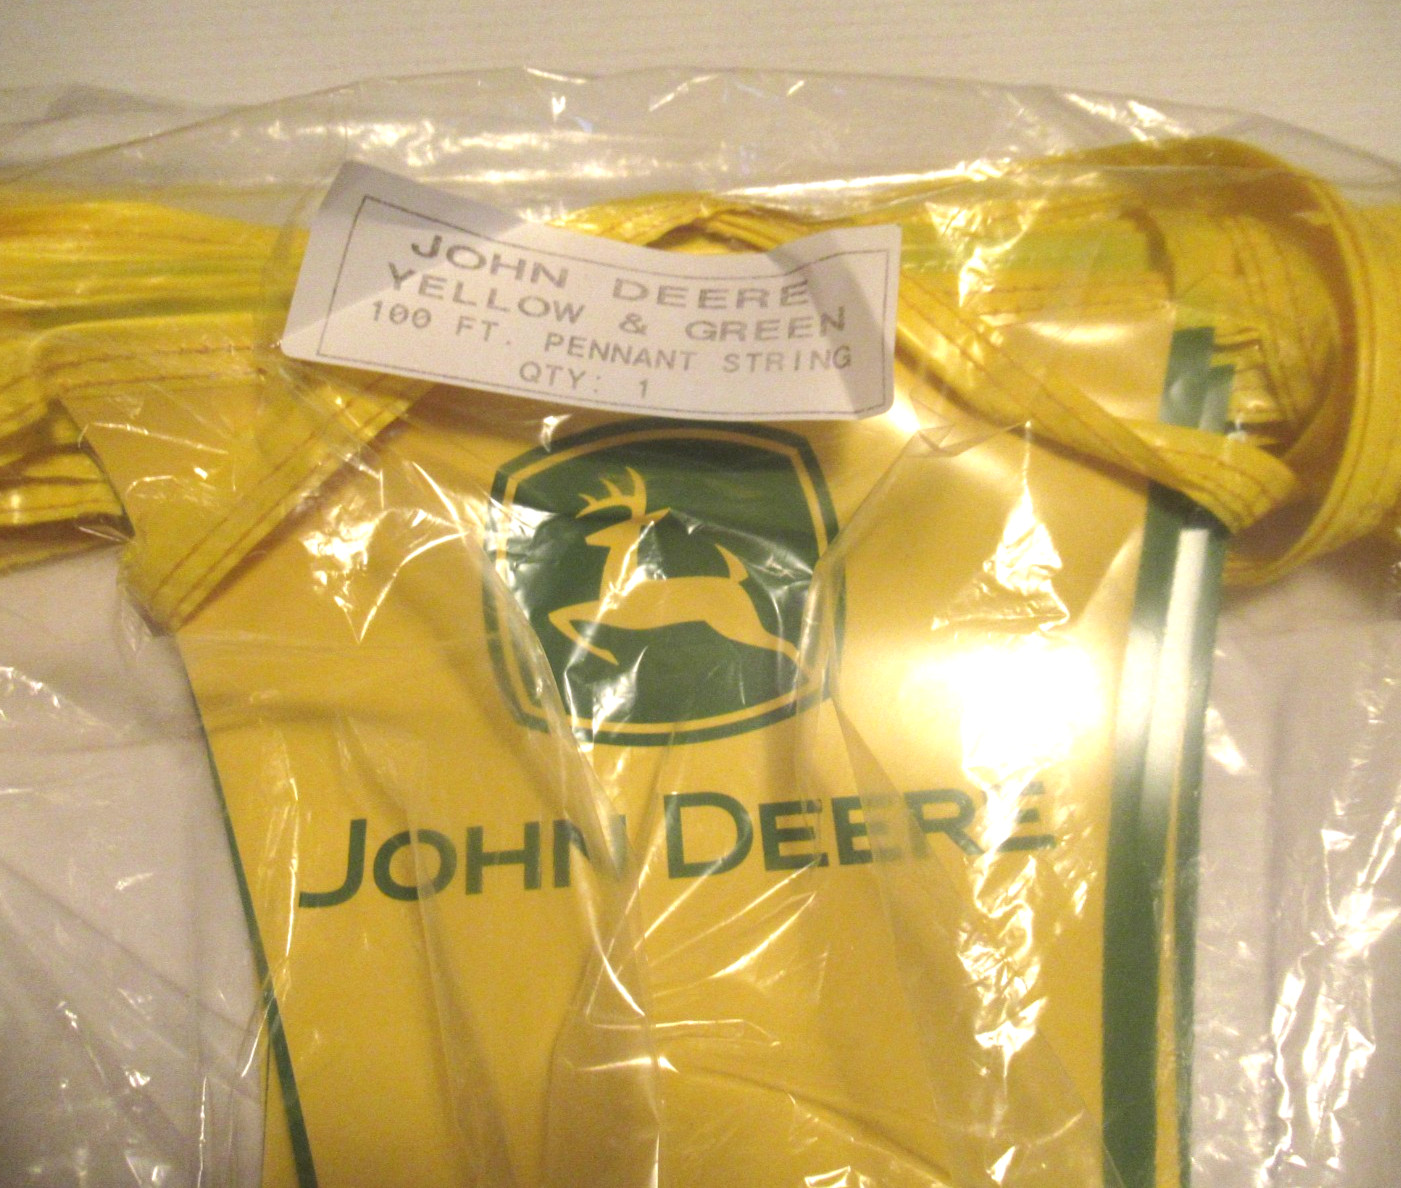 JOHN DEERE
YELLOW & GREEN
100 FT. PENNANT STRING
QTY: 1
JOHN DEERE